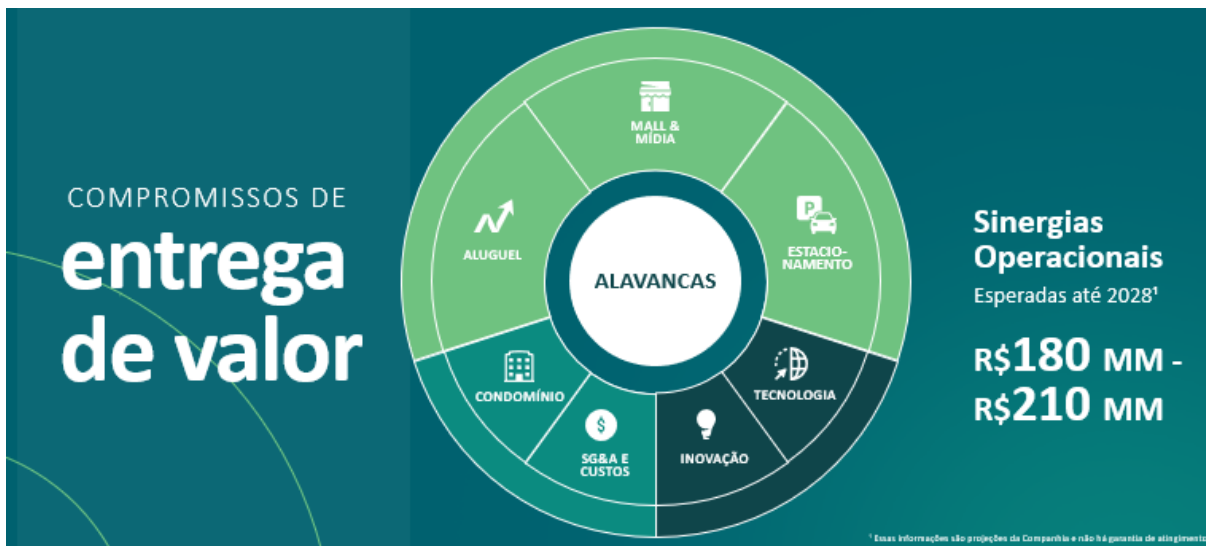 COMPROMISSOS DE
entrega
de valor
MALL &
MÍDIA
ALUGUEL
P
ESTACIO-
NAMENTO
ALAVANCAS
CONDOMÍNIO
TECNOLOGIA
$
SG&A E
CUSTOS
INOVAÇÃO
Sinergias
Operacionais
Esperadas até 2028¹
R$180 MM -
R$210 MM
¹ Essas informações são projeções da Companhia e não há garantia de atingimento